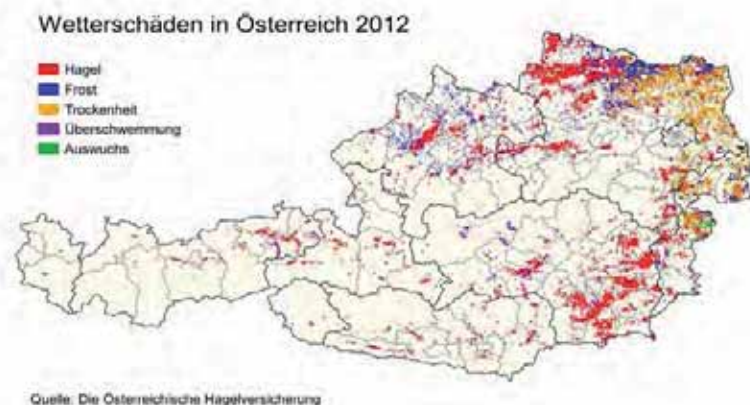 Wetterschäden in Österreich 2012
Hagel
Frost
Trockenheit
Überschwemmung
Auswuchs
Quelle: Die Österreichische Hagelversicherung